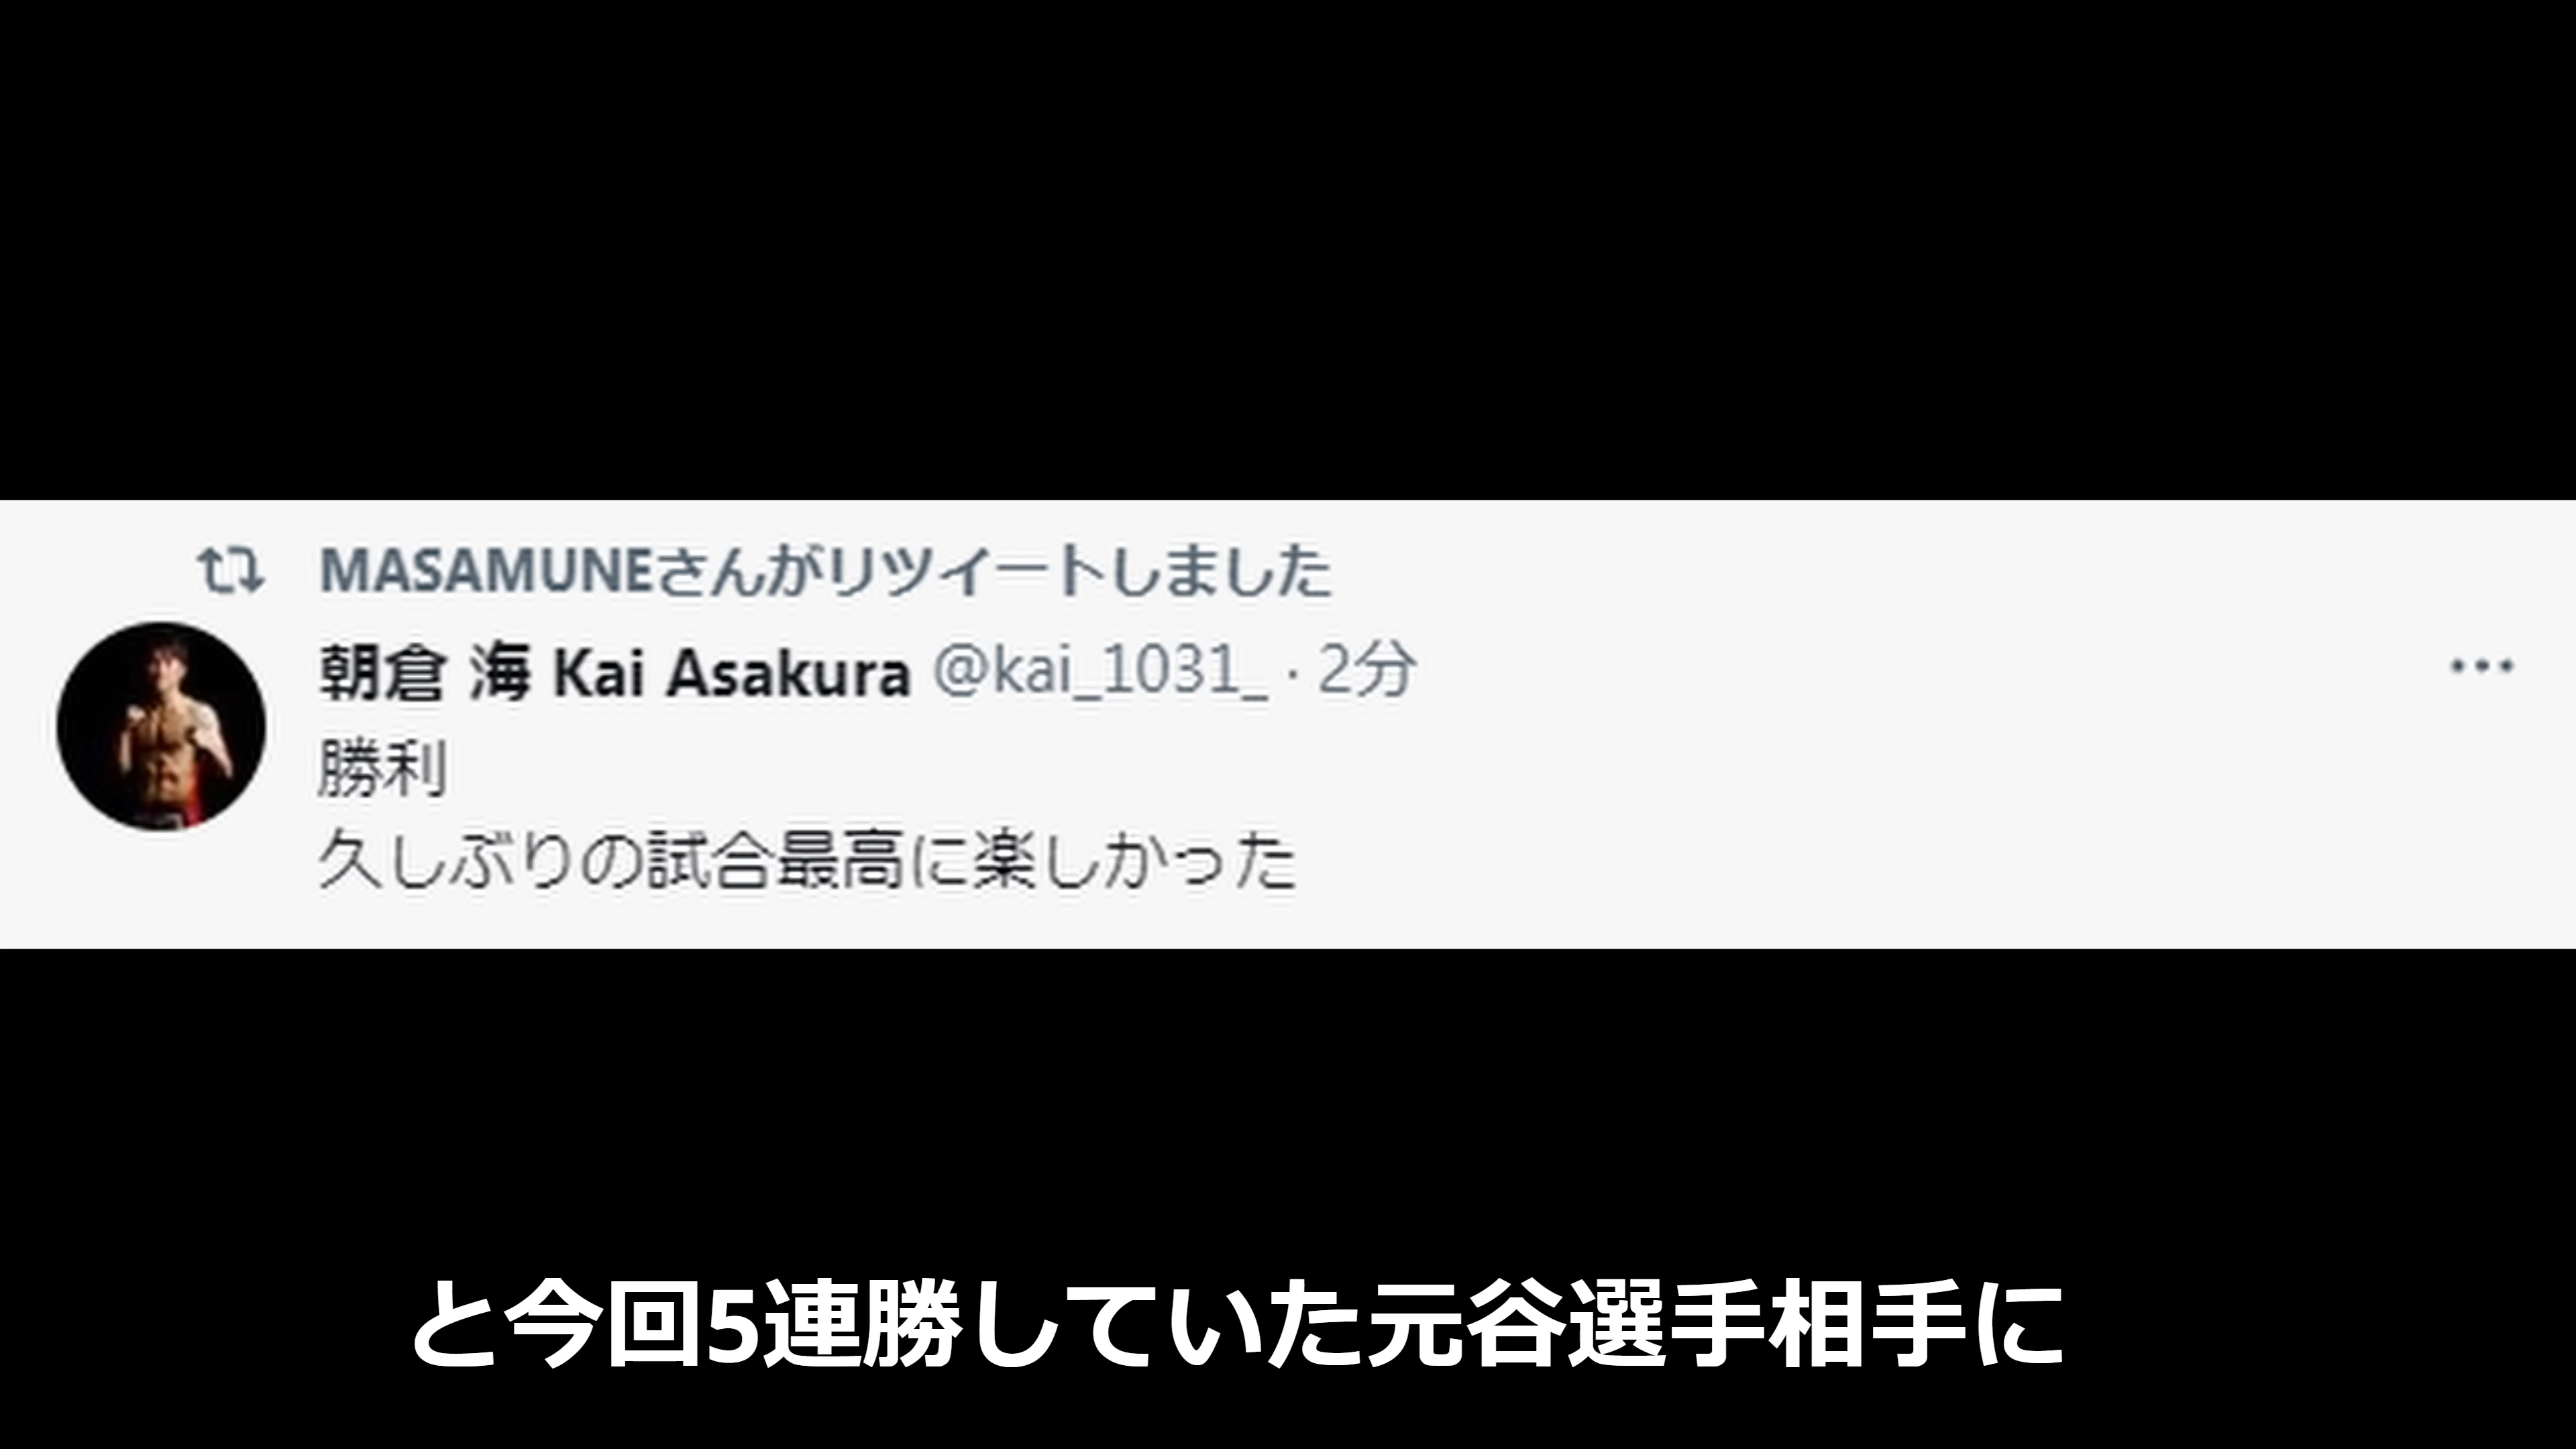 MASAMUNEさんがリツイートしました
朝倉 海 Kai Asakura @kai_1031_ · 2分
勝利
久しぶりの試合最高に楽しかった
と今回5連勝していた元谷選手相手に